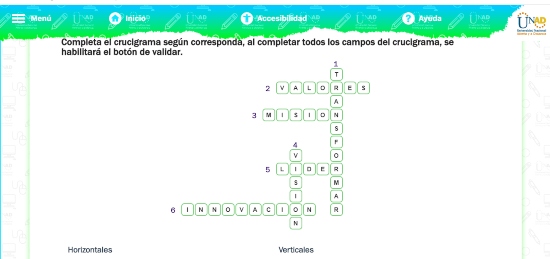 Menú Inicio Accesibilidad Ayuda UNAD
Completa el crucigrama según corresponda, al completar todos los campos del crucigrama, se
habilitará el botón de validar.
1
T
2 V A L O R E S
A
3 M I S I O N
S
4 F
V O
5 L I D E R
S M
I A
6 I N N O V A C I O N R
N
Horizontales Verticales